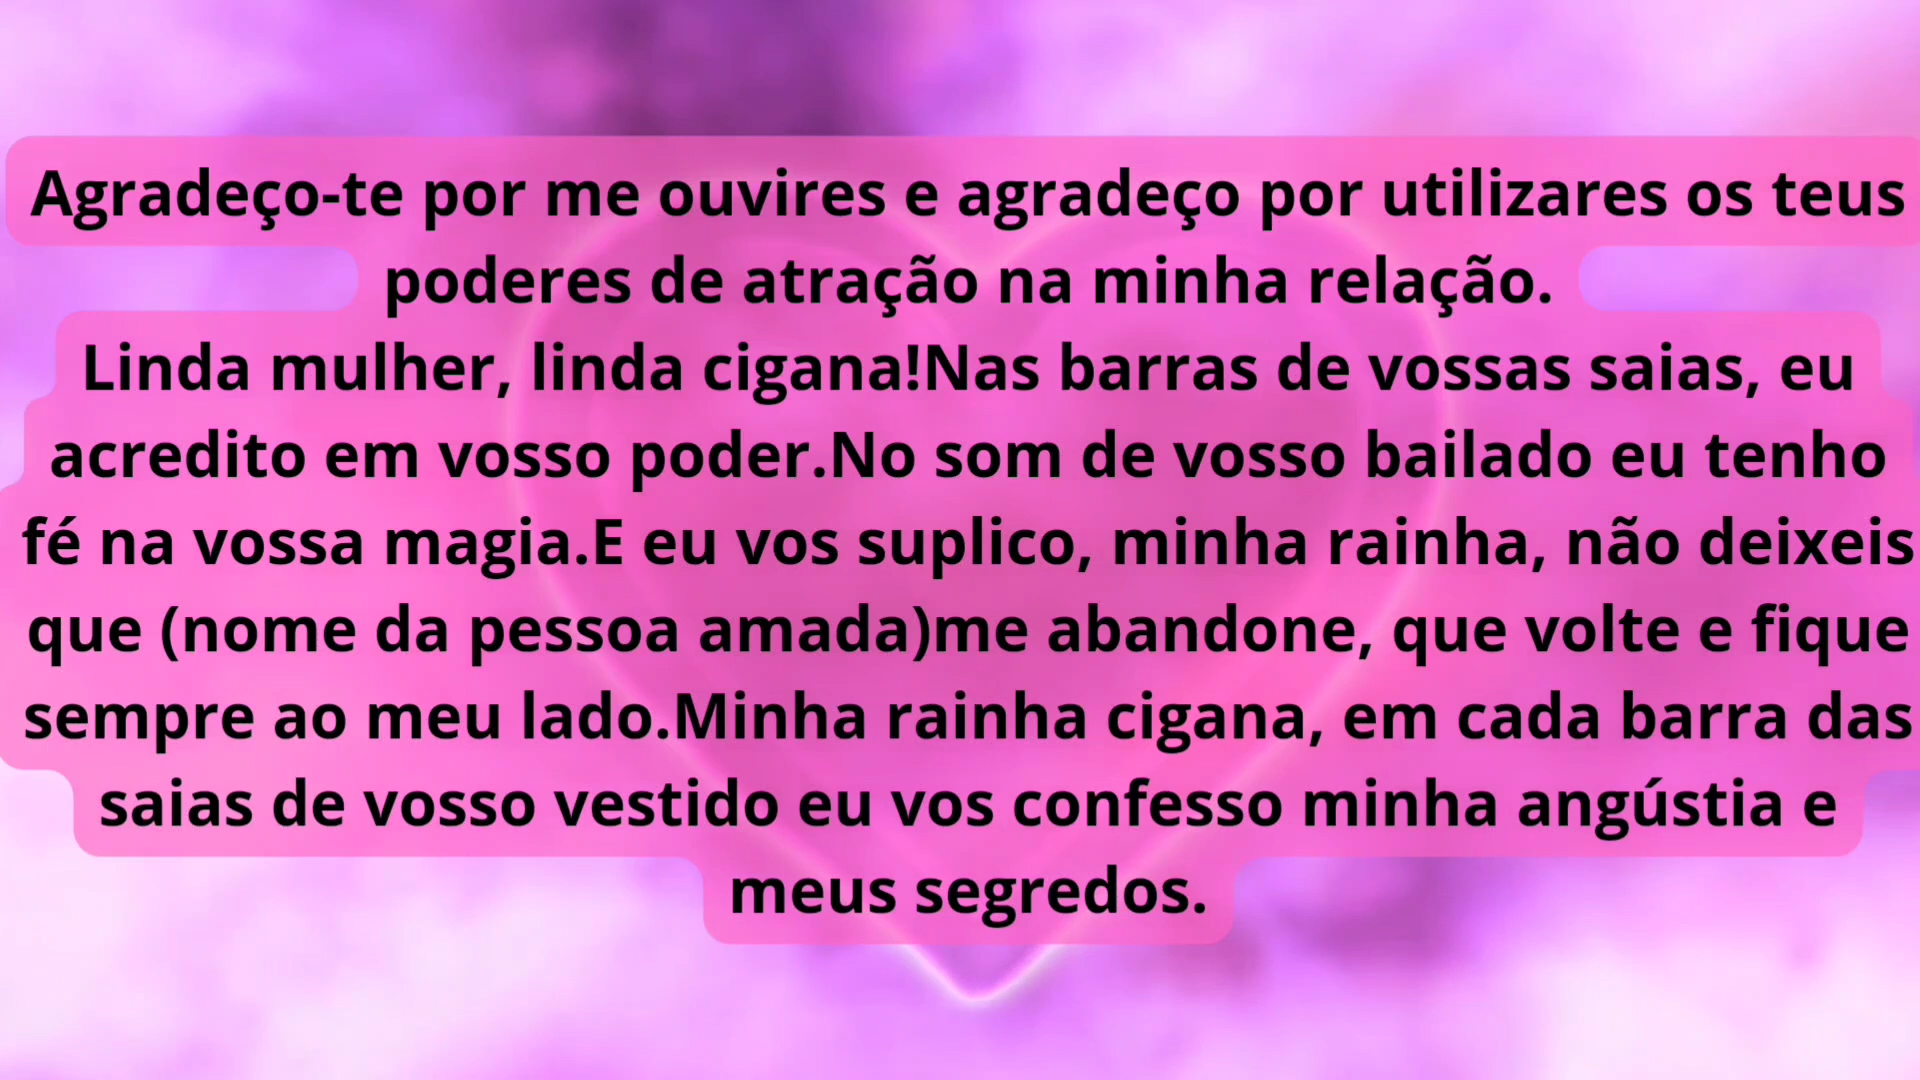 Agradeço-te por me ouvires e agradeço por utilizares os teus
poderes de atração na minha relação.
Linda mulher, linda cigana!Nas barras de vossas saias, eu
acredito em vosso poder.No som de vosso bailado eu tenho
fé na vossa magia.E eu vos suplico, minha rainha, não deixeis
que (nome da pessoa amada)me abandone, que volte e fique
sempre ao meu lado.Minha rainha cigana, em cada barra das
saias de vosso vestido eu vos confesso minha angústia e
meus segredos.